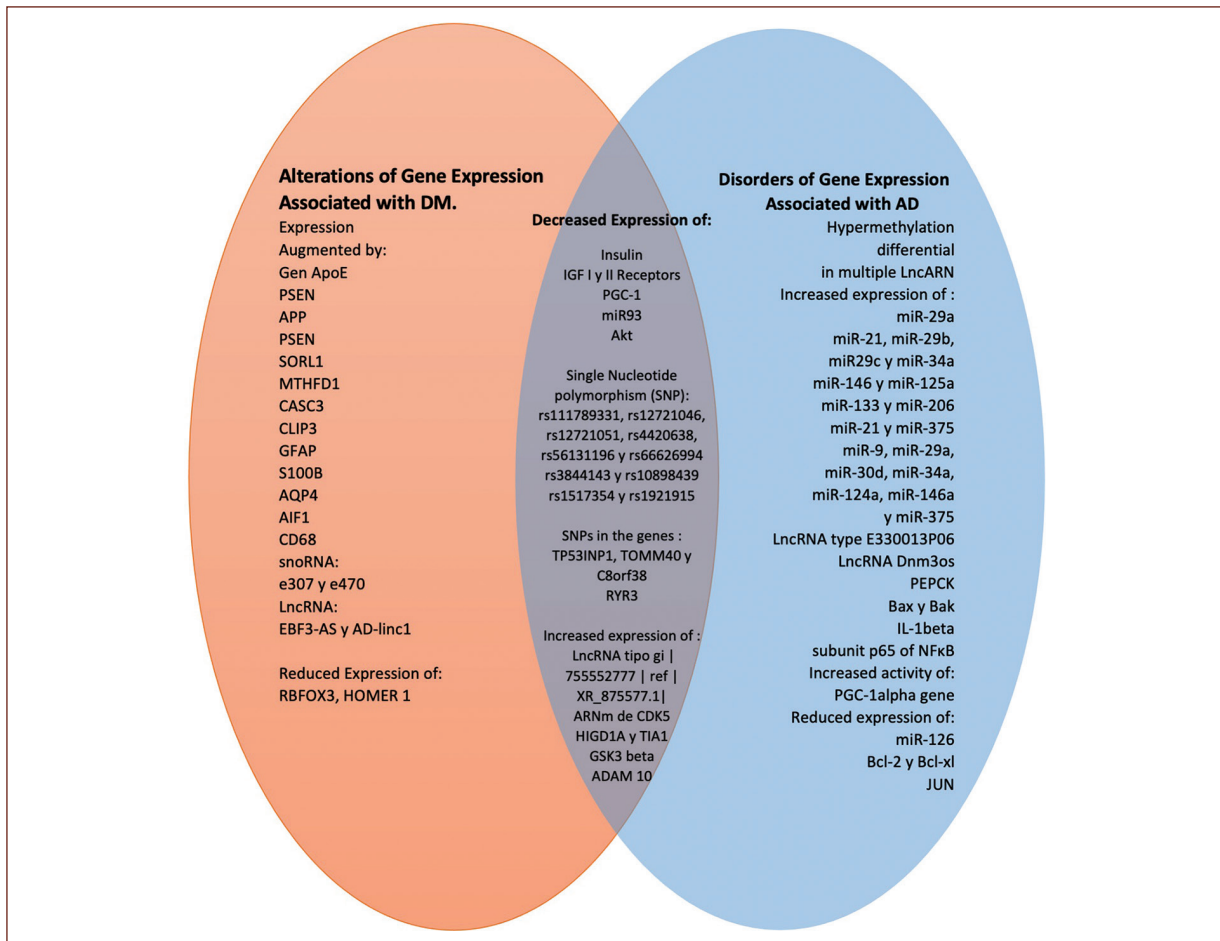 Alterations of Gene Expression
Associated with DM.
Expression
Augmented by:
Gen ApoE
PSEN
APP
PSEN
SORL1
MTHFD1
CASC3
CLIP3
GFAP
S100B
AQP4
AIF1
CD68
snoRNA:
e307 y e470
LncRNA:
EBF3-AS y AD-linc1
Reduced Expression of:
RBFOX3, HOMER 1
Decreased Expression of:
Insulin
IGF I y II Receptors
PGC-1
miR93
Akt
Single Nucleotide
polymorphism (SNP):
rs111789331, rs12721046,
rs12721051, rs4420638,
rs56131196 y rs66626994
rs3844143 y rs10898439
rs1517354 y rs1921915
SNPs in the genes :
TP53INP1, TOMM40 y
C8orf38
RYR3
Increased expression of :
LncRNA tipo gi |
755552777 | ref |
XR_875577.1|
ARNm de CDK5
HIGD1A y TIA1
GSK3 beta
ADAM 10
Disorders of Gene Expression
Associated with AD
Hypermethylation
differential
in multiple LncARN
Increased expression of :
miR-29a
miR-21, miR-29b,
miR29c y miR-34a
miR-146 y miR-125a
miR-133 y miR-206
miR-21 y miR-375
miR-9, miR-29a,
miR-30d, miR-34a,
miR-124a, miR-146a
y miR-375
LncRNA type E330013P06
LncRNA Dnm3os
PEPCK
Bax y Bak
IL-1beta
subunit p65 of NFκB
Increased activity of:
PGC-1alpha gene
Reduced expression of:
miR-126
Bcl-2 y Bcl-xl
JUN